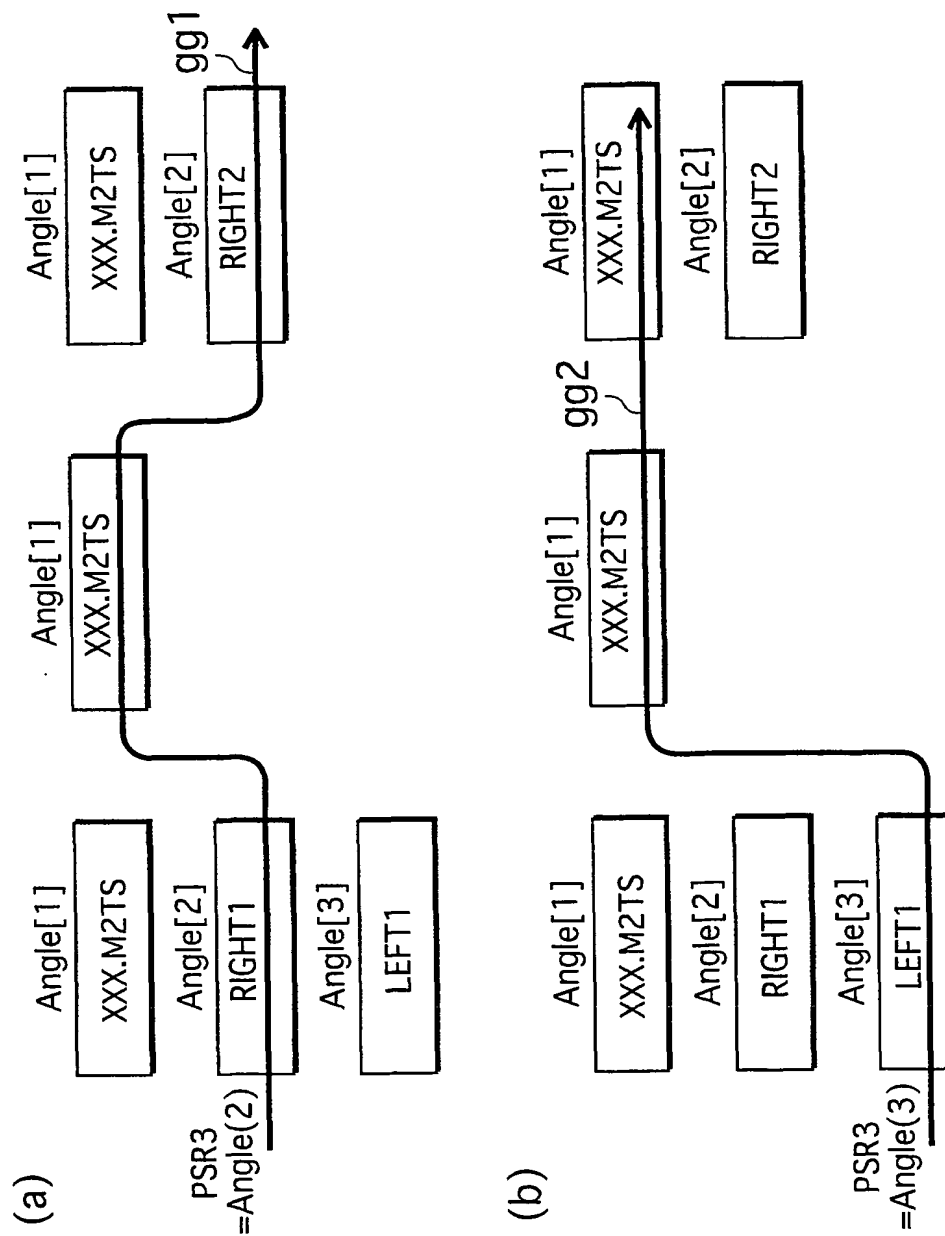 (a)
PSR3
=Angle(2)
Angle[1]
XXX.M2TS
Angle[2]
RIGHT1
Angle[3]
LEFT1
Angle[1]
XXX.M2TS
Angle[1]
XXX.M2TS
Angle[2]
RIGHT2
gg1
(b)
PSR3
=Angle(3)
Angle[1]
XXX.M2TS
Angle[2]
RIGHT1
Angle[3]
LEFT1
Angle[1]
XXX.M2TS
gg2
Angle[1]
XXX.M2TS
Angle[2]
RIGHT2